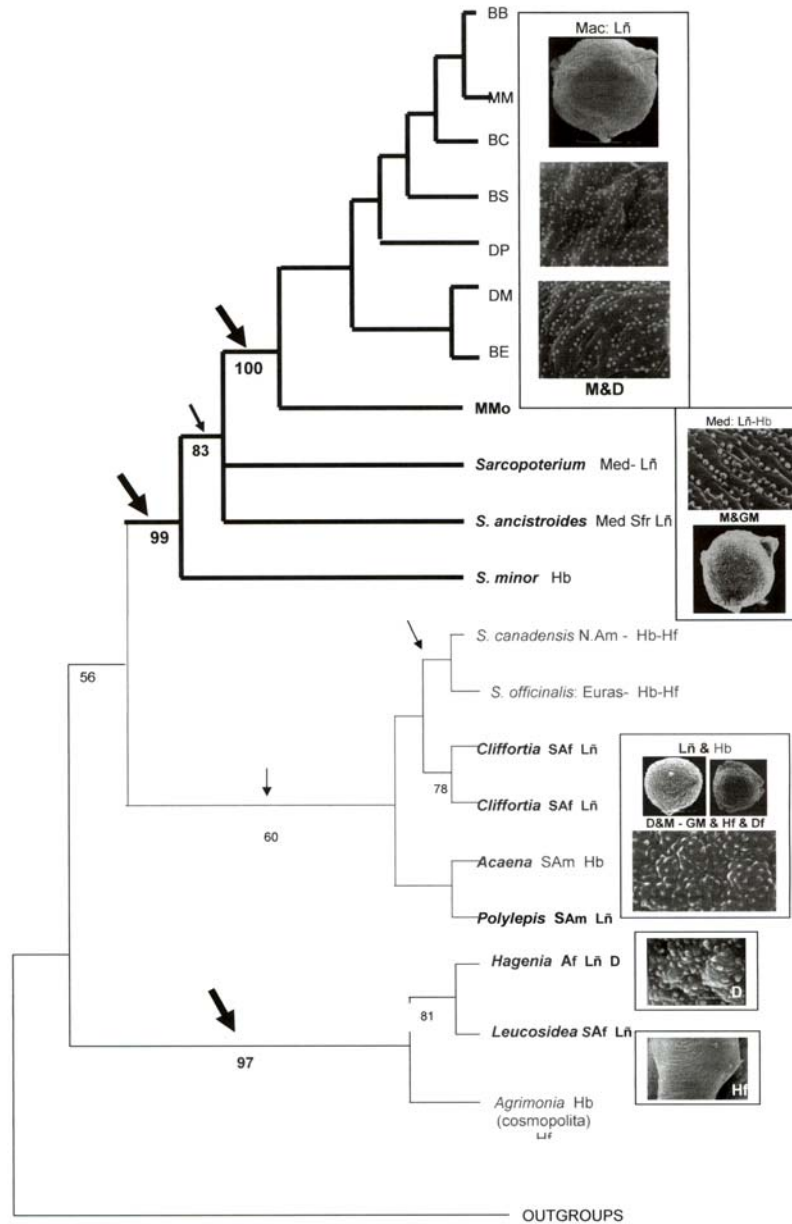 BB
Mac: Lñ
MM
BC
BS
DP
DM
BE
M&D
100
MMo
Med: Lñ-Hb
83
Sarcopoterium Med- Lñ
M&GM
S. ancistroides Med Sfr Lñ
99
S. minor Hb
S. canadensis N.Am - Hb-Hf
56
S. officinalis: Euras- Hb-Hf
Lñ & Hb
Cliffortia SAf Lñ
78
Cliffortia SAf Lñ
D&M - GM & Hf & Df
60
Acaena SAm Hb
Polylepis SAm Lñ
Hagenia Af Lñ D
D
81
Leucosidea SAf Lñ
97
Hf
Agrimonia Hb
(cosmopolita)
Hf
OUTGROUPS